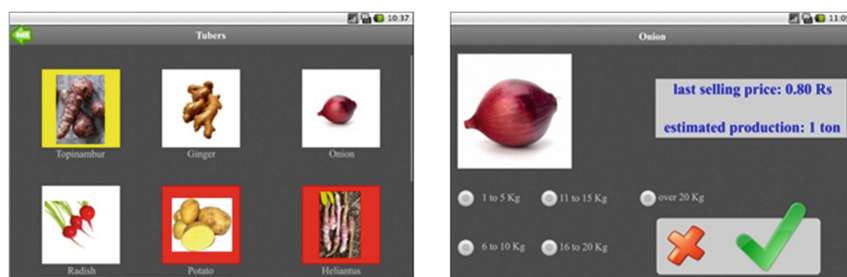 10:37
Tubers
Topinambur
Ginger
Onion
Radish
Potato
Heliantus
Onion
last selling price: 0.80 Rs
estimated production: 1 ton
1 to 5 Kg
11 to 15 Kg
over 20 Kg
6 to 10 Kg
16 to 20 Kg